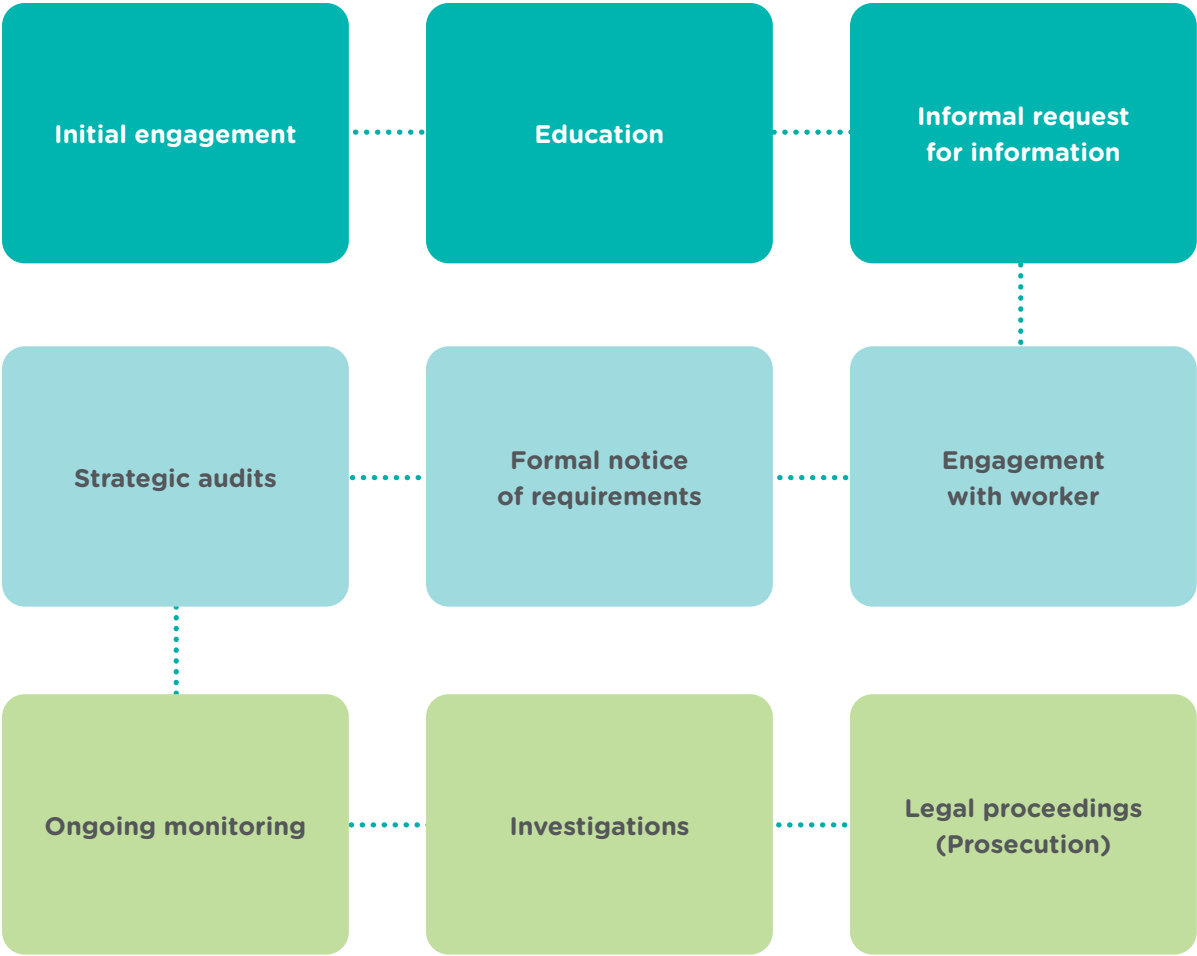 Initial engagement
Education
Informal request
for information
Strategic audits
Formal notice
of requirements
Engagement
with worker
Ongoing monitoring
Investigations
Legal proceedings
(Prosecution)